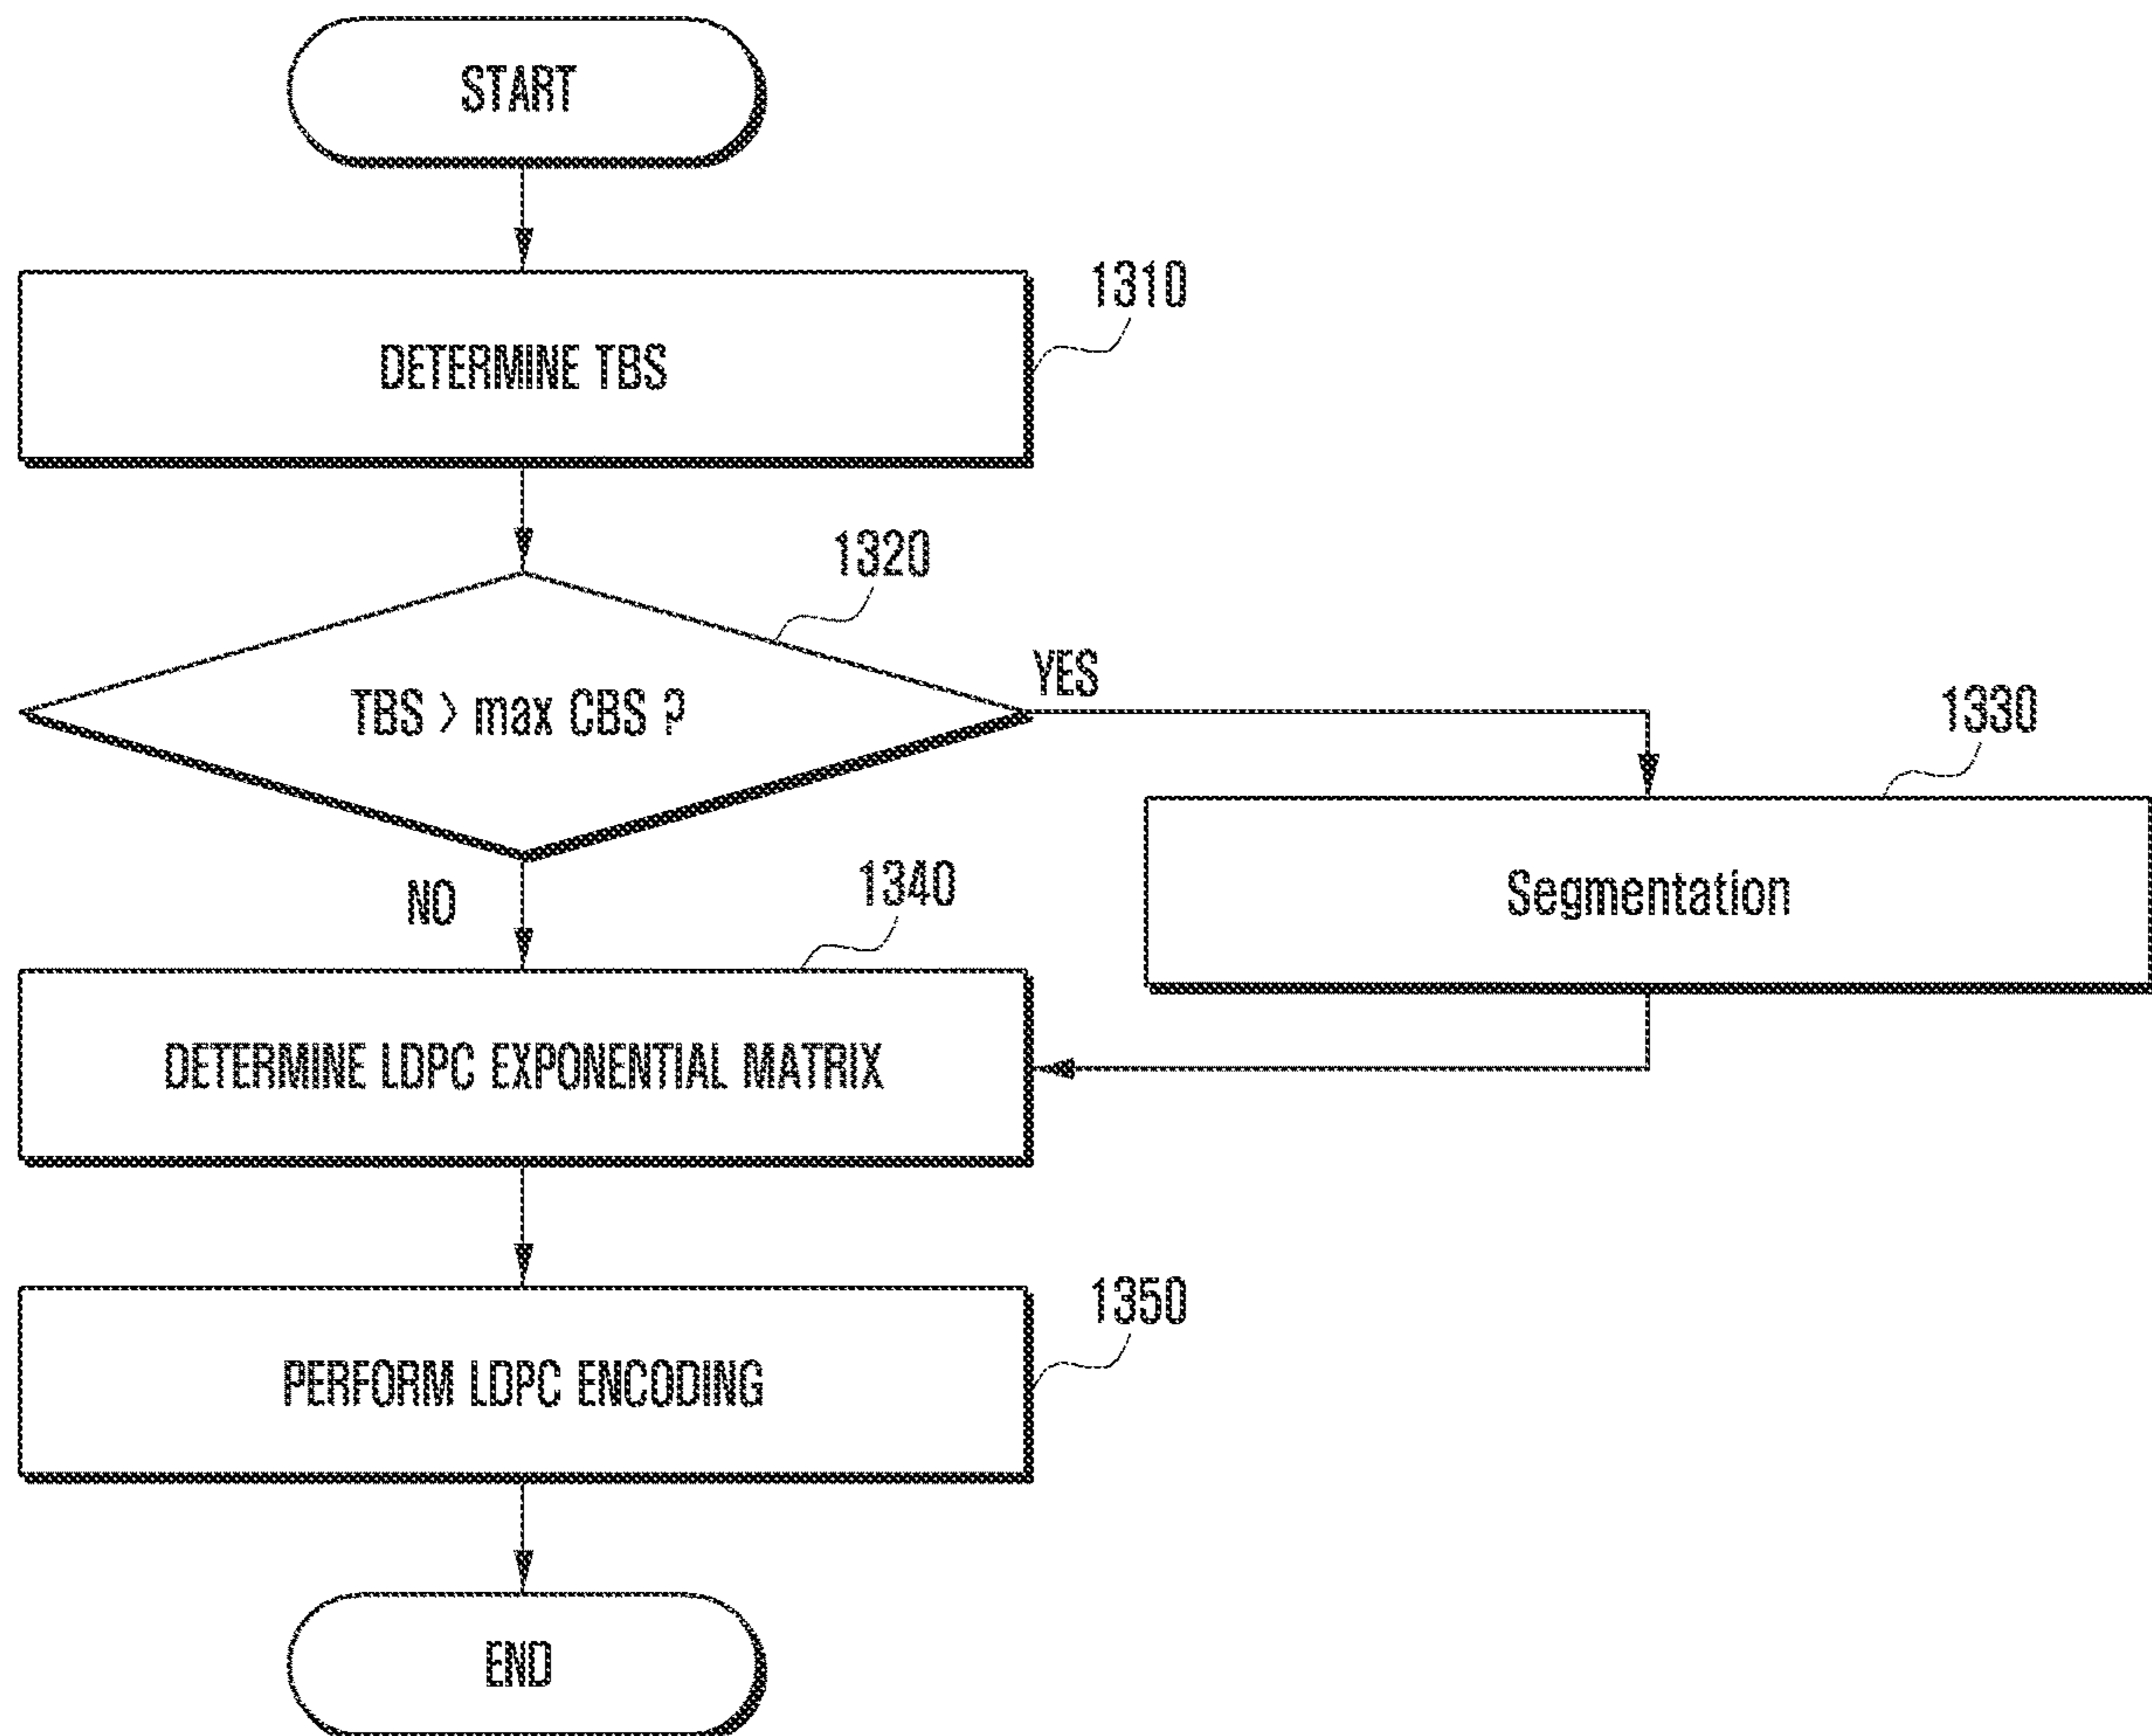 START
1310
DETERMINE TBS
1320
YES
TBS > max CBS ?
1330
NO
1340
Segmentation
DETERMINE LDPC EXPONENTIAL MATRIX
1350
PERFORM LDPC ENCODING
END